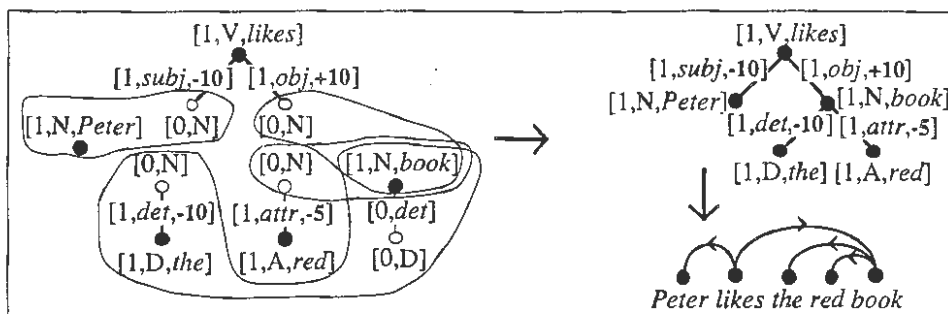 [1,V,likes]
[1,subj,-10] [1,obj,+10]
[1,N,Peter] [0,N] [0,N]
[0,N] [0,N] [1,N,book]
[1,det,-10] [1,attr,-5] [0,det]
[1,D,the] [1,A,red] [0,D]
[1,V,likes]
[1,subj,-10] [1,obj,+10]
[1,N,Peter] [1,N,book]
[1,det,-10] [1,attr,-5]
[1,D,the] [1,A,red]
Peter likes the red book